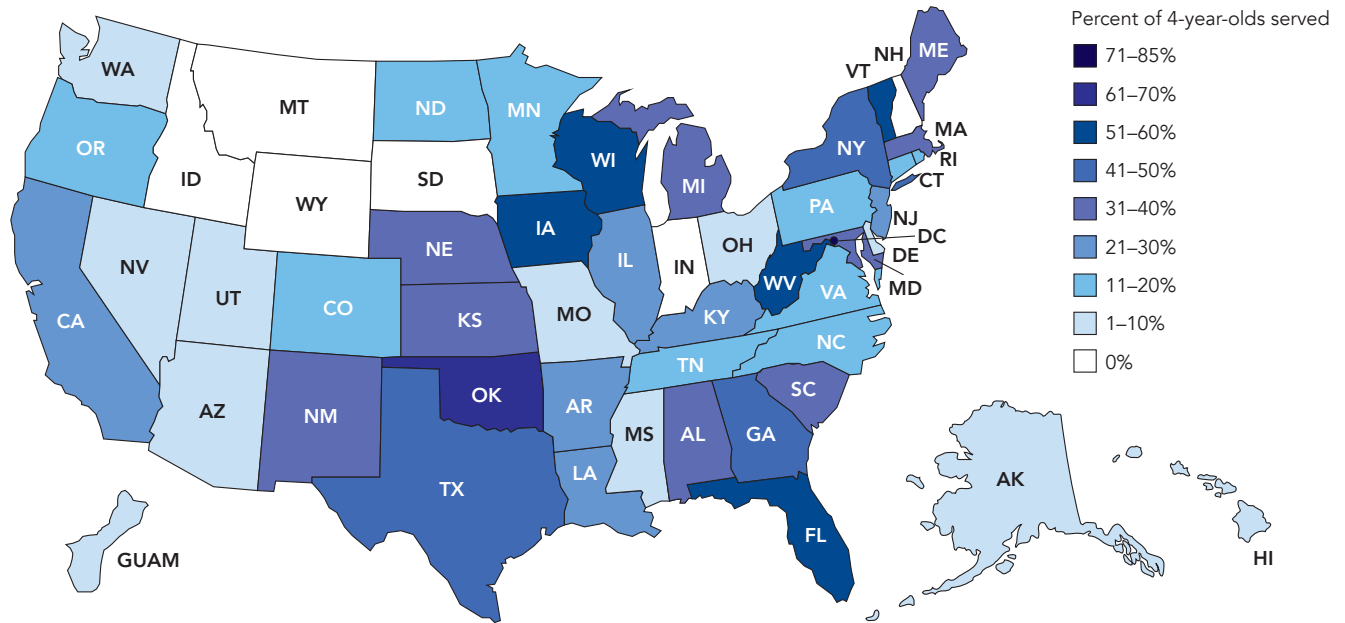 Percent of 4-year-olds served
71–85%
61–70%
51–60%
41–50%
31–40%
21–30%
11–20%
1–10%
0%
WA
MT
ND
MN
VT
NH
ME
OR
ID
WY
SD
WI
MI
NY
MA
RI
CT
NV
UT
CO
NE
IA
IL
IN
OH
PA
NJ
DC
DE
MD
CA
KS
MO
KY
WV
VA
AZ
NM
OK
AR
TN
NC
SC
TX
LA
MS
AL
GA
FL
AK
HI
GUAM